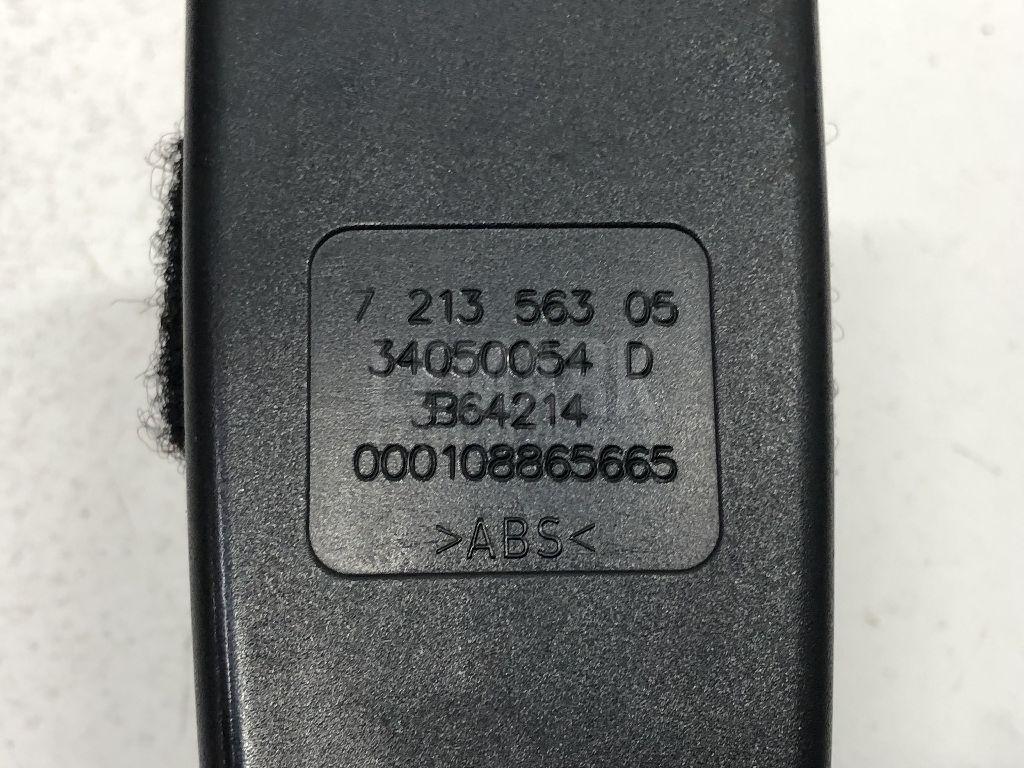 7 213 563 05
34050054 D
3B64214
000108865665
>ABS<